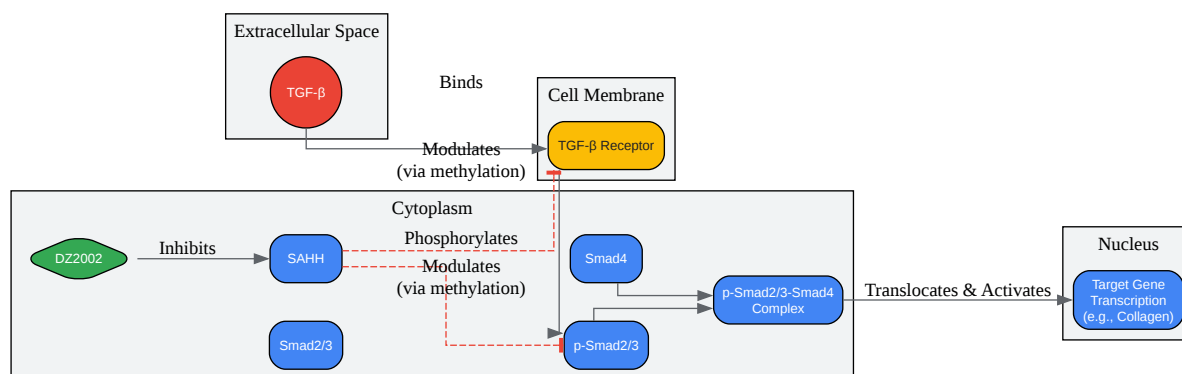 Extracellular Space
TGF-β
Binds
Cell Membrane
TGF-β Receptor
Modulates
(via methylation)
Cytoplasm
DZ2002
Inhibits
SAHH
Phosphorylates
Modulates
(via methylation)
Smad4
Smad2/3
p-Smad2/3
p-Smad2/3-Smad4
Complex
Translocates & Activates
Nucleus
Target Gene
Transcription
(e.g., Collagen)